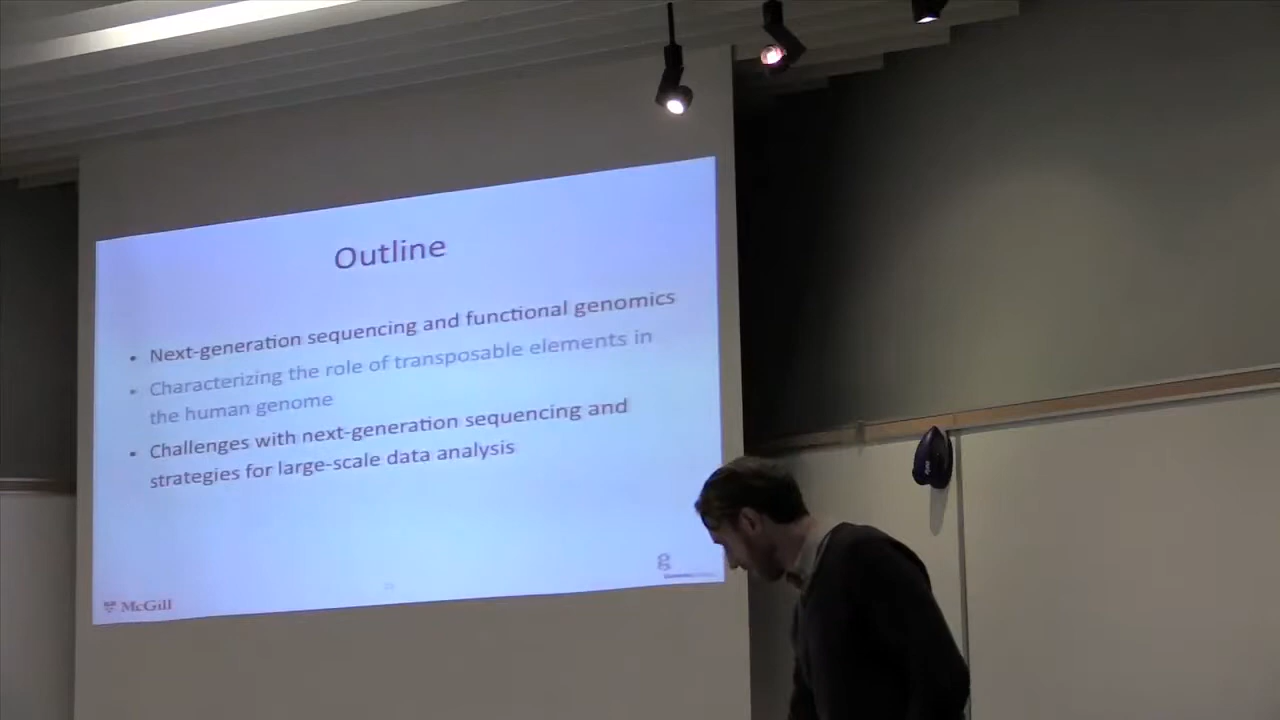 Outline
• Next-generation sequencing and functional genomics
• Characterizing the role of transposable elements in
the human genome
• Challenges with next-generation sequencing and
strategies for large-scale data analysis
McGill
g